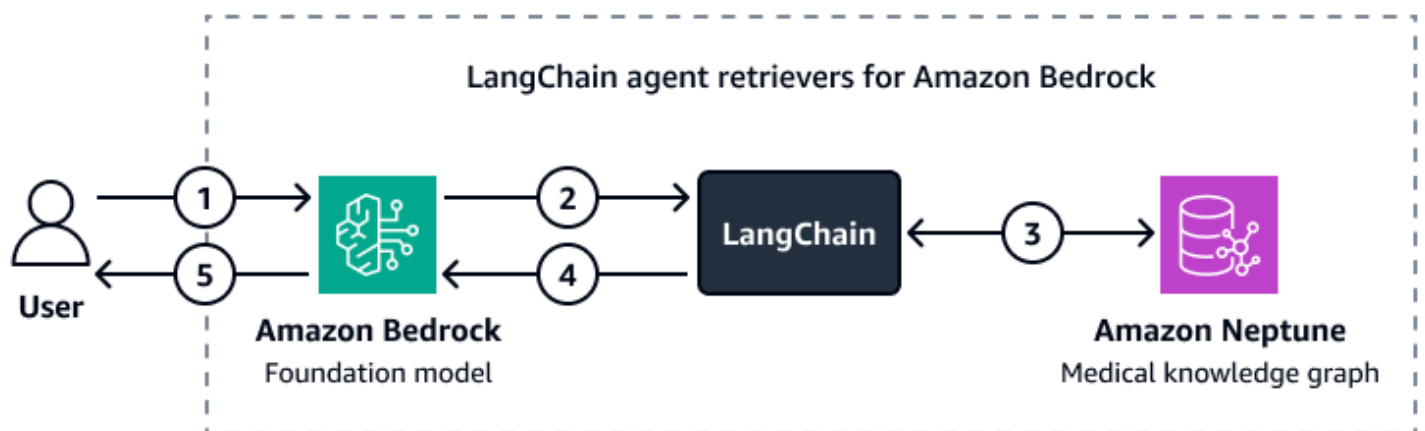 LangChain agent retrievers for Amazon Bedrock
1
2
LangChain
3
5
4
User
Amazon Bedrock
Foundation model
Amazon Neptune
Medical knowledge graph